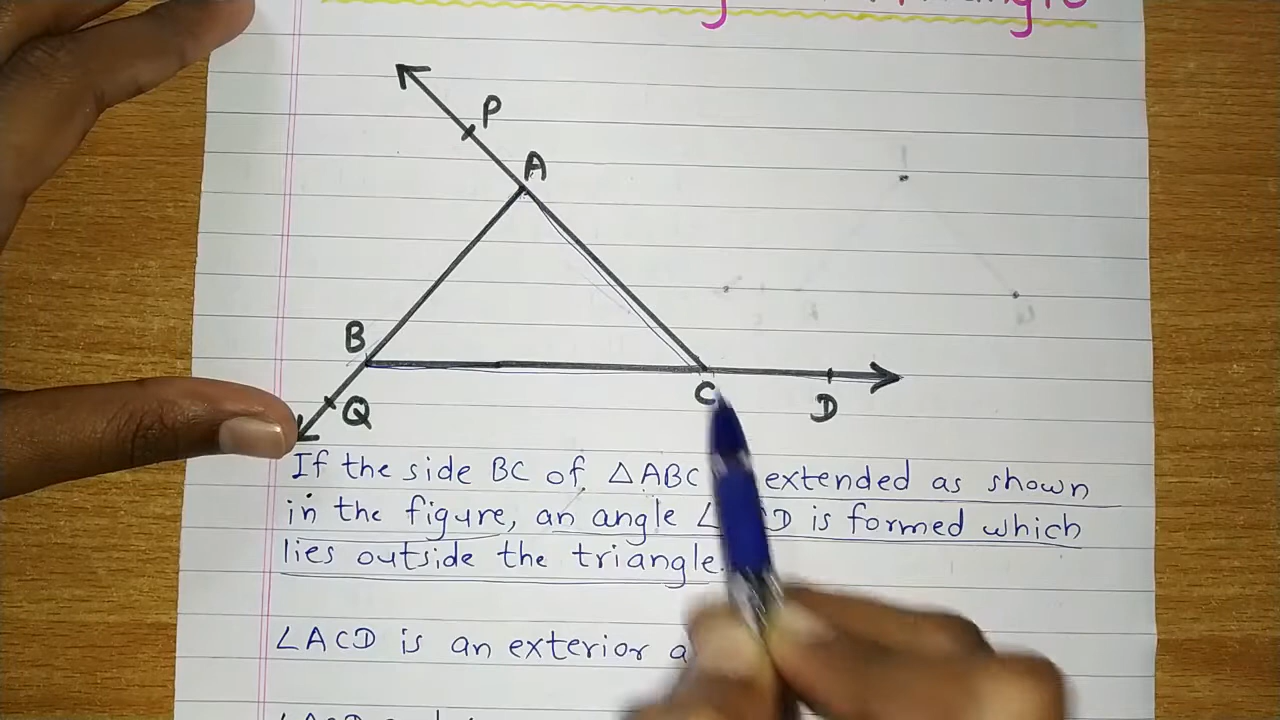 P
A
B
Q
C
D
If the side BC of △ABC extended as shown
in the figure, an angle ∠ D is formed which
lies outside the triangle.
∠ACD is an exterior